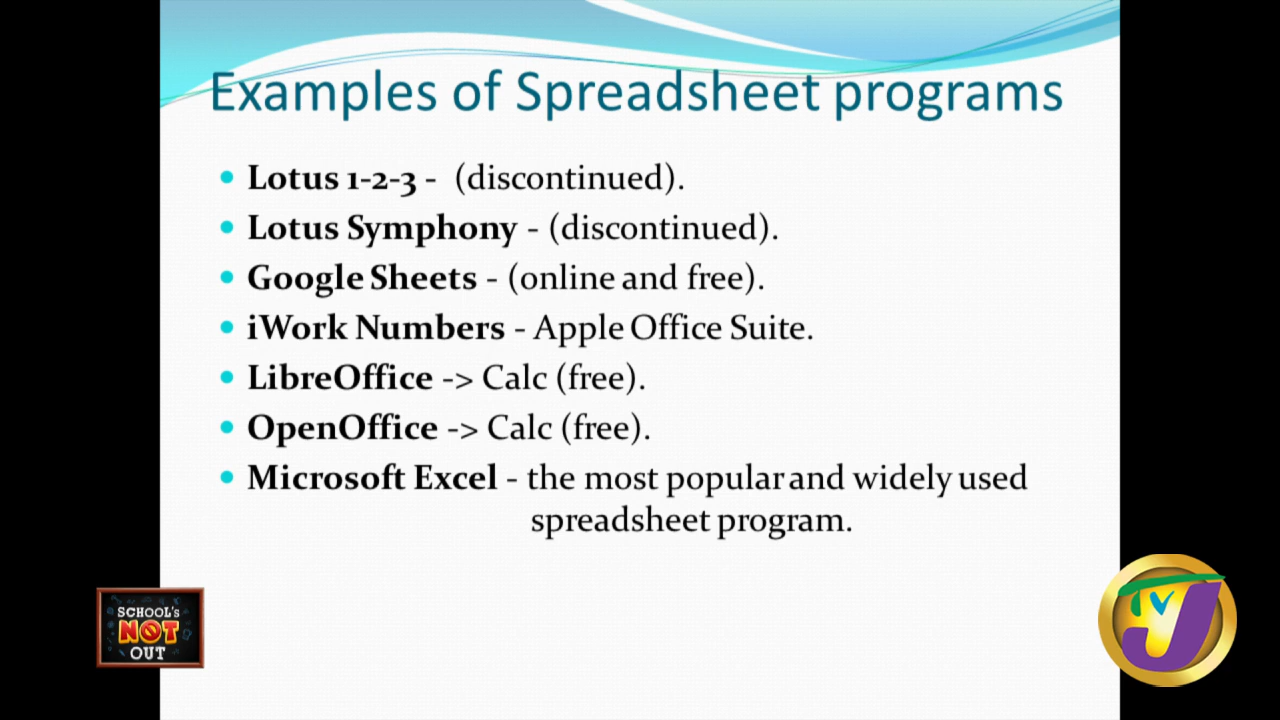 Examples of Spreadsheet programs
• Lotus 1-2-3 - (discontinued).
• Lotus Symphony - (discontinued).
• Google Sheets - (online and free).
• iWork Numbers - Apple Office Suite.
• LibreOffice -> Calc (free).
• OpenOffice -> Calc (free).
• Microsoft Excel - the most popular and widely used
spreadsheet program.
SCHOOL's
NOT
OUT
TVJ